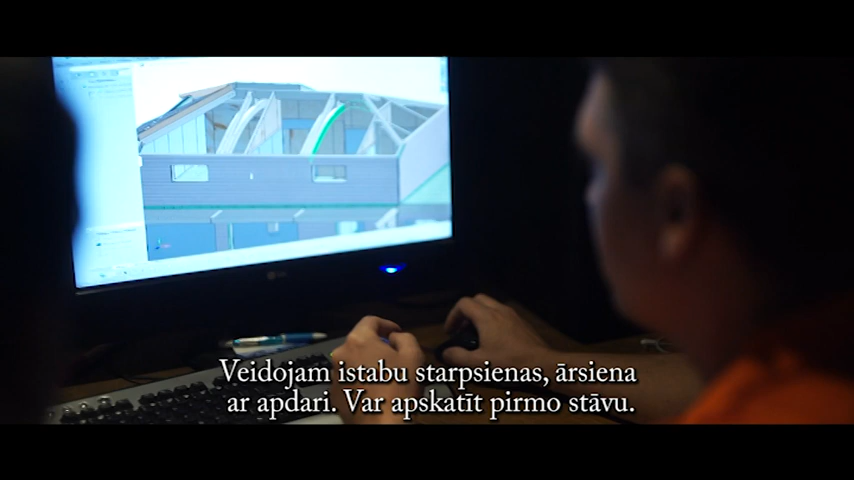 Veidojam istabu starpsienas, ārsiena
ar apdari. Var apskatīt pirmo stāvu.